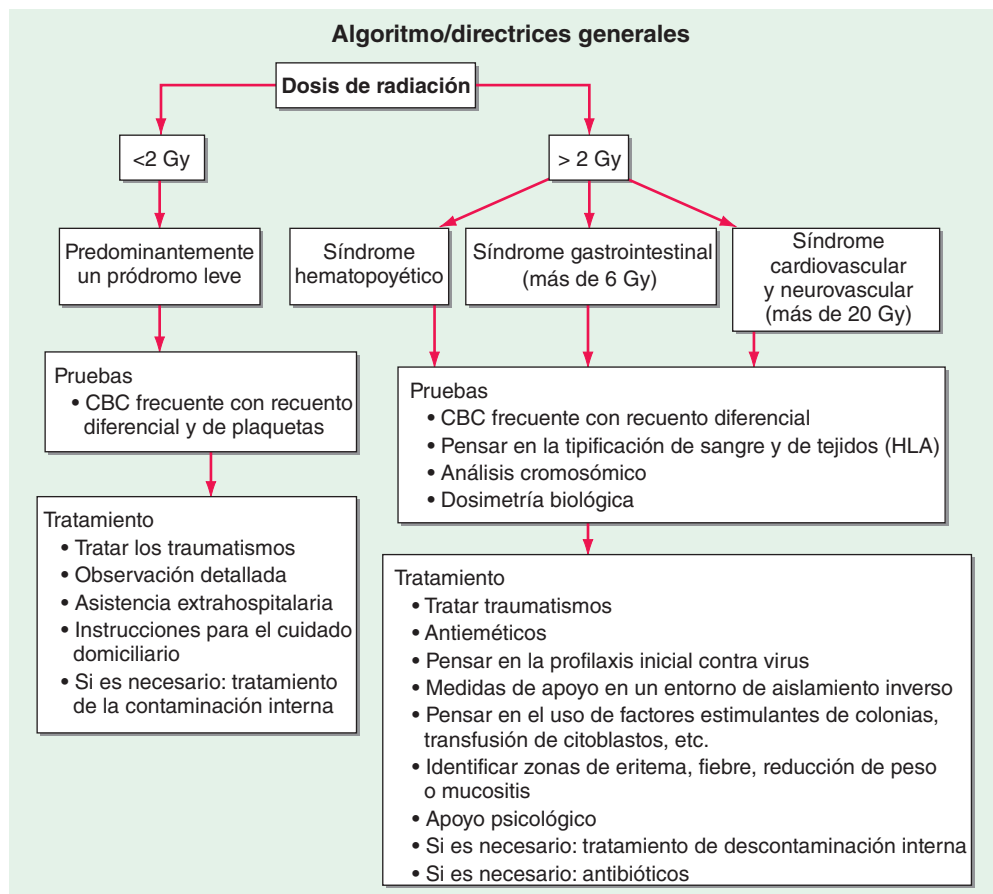 Algoritmo/directrices generales
Dosis de radiación
<2 Gy
> 2 Gy
Predominantemente
un pródromo leve
Síndrome
hematopoyético
Síndrome gastrointestinal
(más de 6 Gy)
Síndrome
cardiovascular
y neurovascular
(más de 20 Gy)
Pruebas
• CBC frecuente con recuento
diferencial y de plaquetas
Pruebas
• CBC frecuente con recuento diferencial
• Pensar en la tipificación de sangre y de tejidos (HLA)
• Análisis cromosómico
• Dosimetría biológica
Tratamiento
• Tratar los traumatismos
• Observación detallada
• Asistencia extrahospitalaria
• Instrucciones para el cuidado
domiciliario
• Si es necesario: tratamiento
de la contaminación interna
Tratamiento
• Tratar traumatismos
• Antieméticos
• Pensar en la profilaxis inicial contra virus
• Medidas de apoyo en un entorno de aislamiento inverso
• Pensar en el uso de factores estimulantes de colonias,
transfusión de citoblastos, etc.
• Identificar zonas de eritema, fiebre, reducción de peso
o mucositis
• Apoyo psicológico
• Si es necesario: tratamiento de descontaminación interna
• Si es necesario: antibióticos